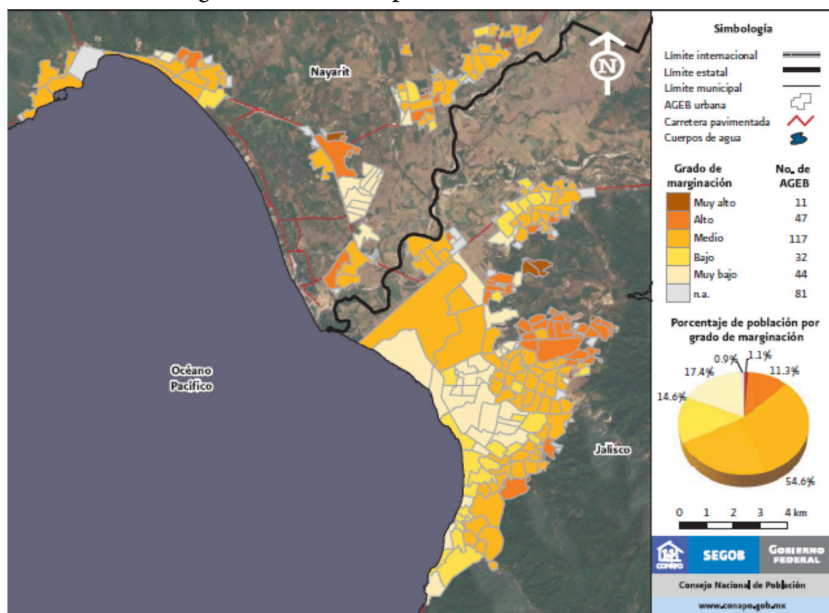 Nayarit
N
Océano
Pacífico
Jalisco
Simbología
Límite internacional
Límite estatal
Límite municipal
AGEB urbana
Carretera pavimentada
Cuerpos de agua
Grado de marginación No. de AGEB
Muy alto 11
Alto 47
Medio 117
Bajo 32
Muy bajo 44
n.a. 81
Porcentaje de población por
grado de marginación
0.9% 1.1%
17.4% 11.3%
14.6%
54.6%
0 1 2 3 4 km
CONAPO SEGOB GOBIERNO FEDERAL
Consejo Nacional de Población
www.conapo.gob.mx